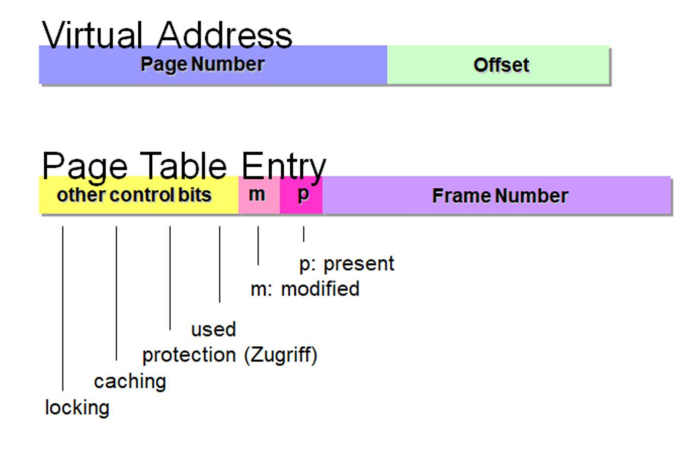 Virtual Address
Page Number Offset
Page Table Entry
other control bits m p Frame Number
p: present
m: modified
used
protection (Zugriff)
caching
locking